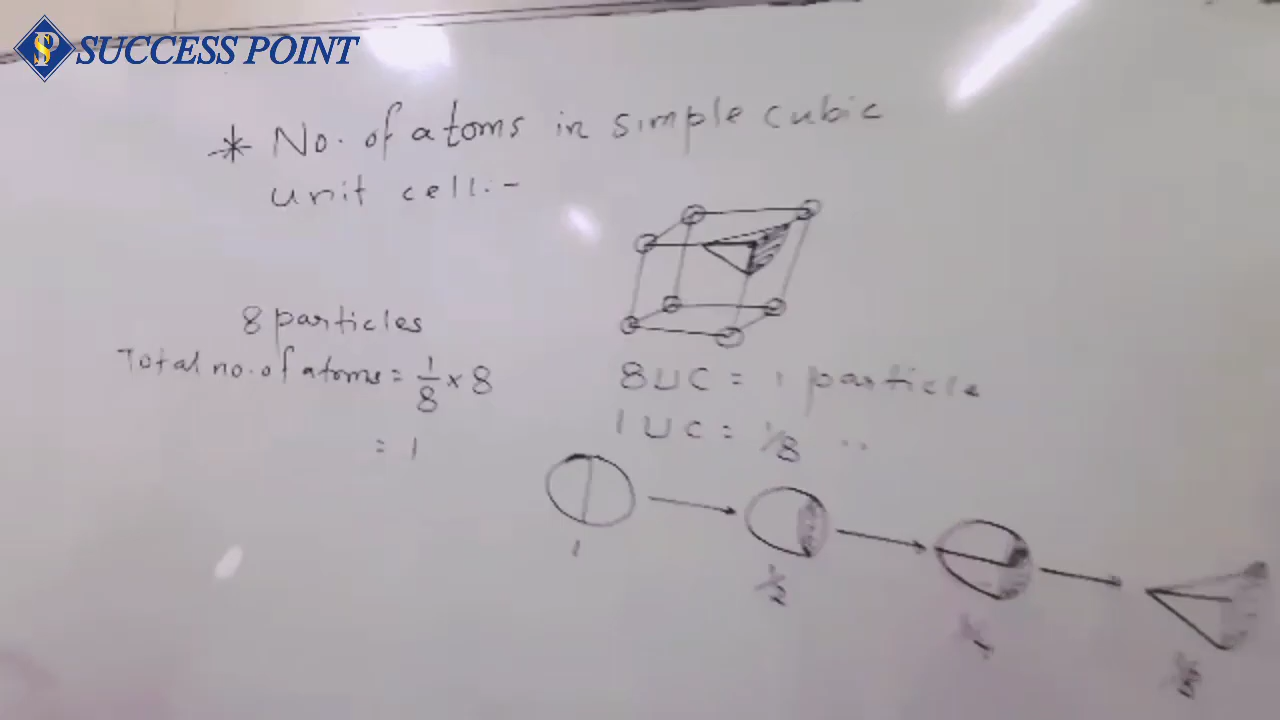 SUCCESS POINT
* No. of atoms in simple cubic
unit cell:-
8 particles
Total no. of atoms = 1/8 × 8
= 1
8 UC = 1 particle
1 UC = 1/8 "
1
1/2